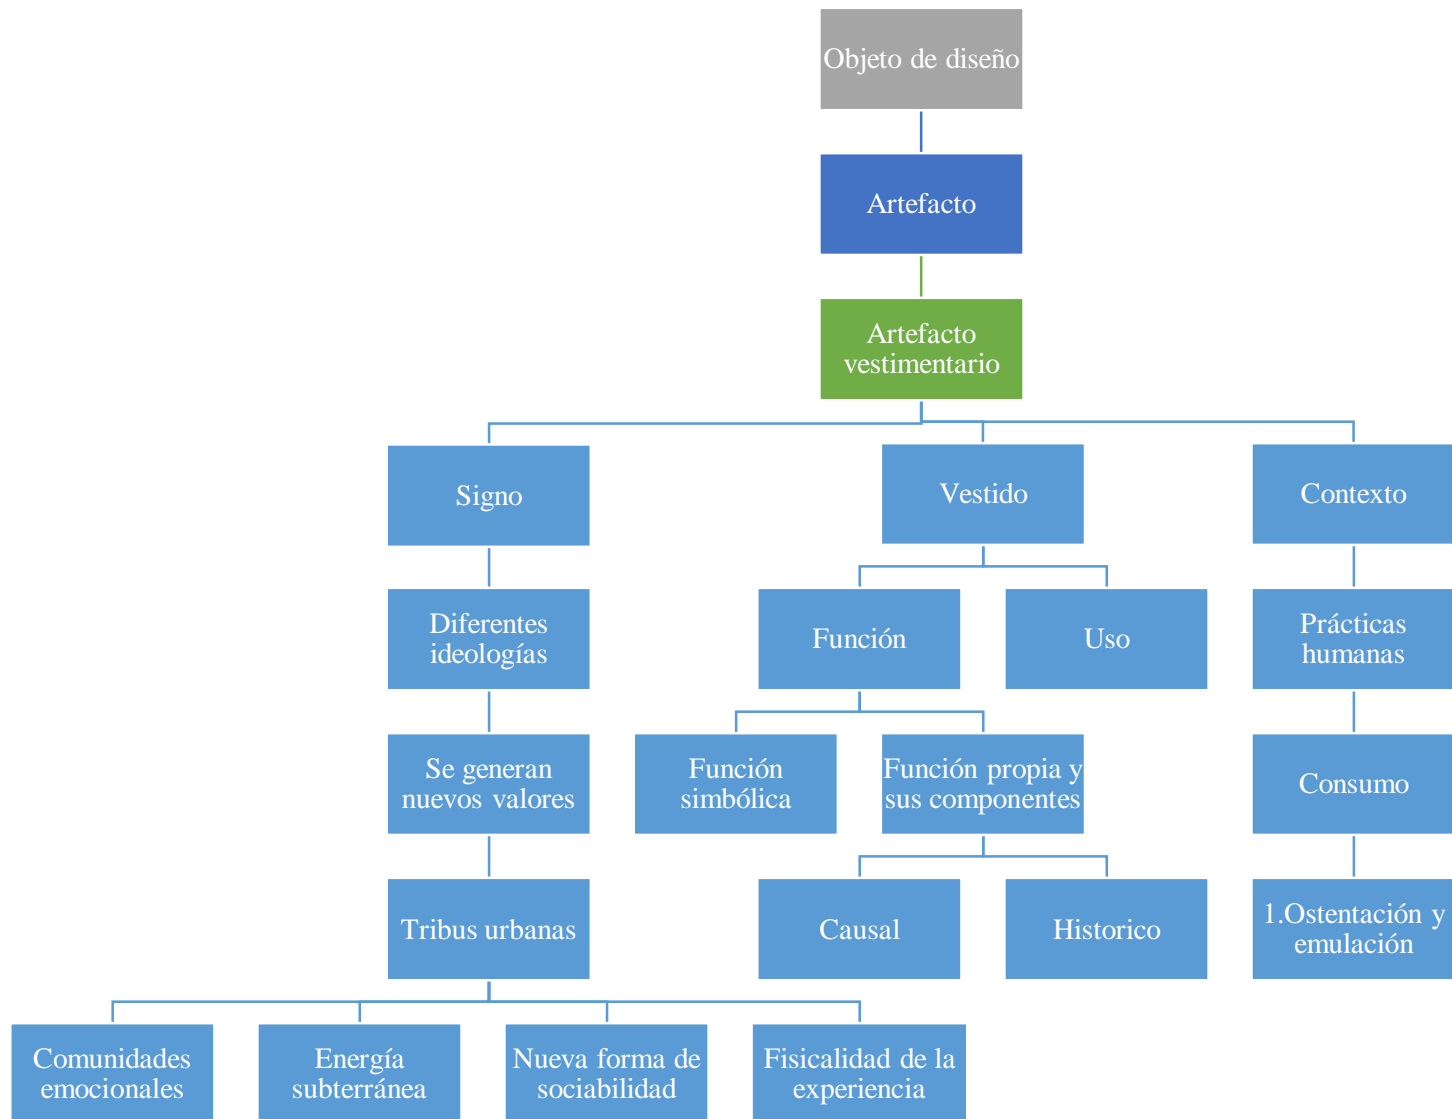 Objeto de diseño
Artefacto
Artefacto
vestimentario
Signo
Vestido
Contexto
Diferentes
ideologías
Función
Uso
Prácticas
humanas
Se generan
nuevos valores
Función
simbólica
Función propia y
sus componentes
Consumo
Tribus urbanas
Causal
Historico
1.Ostentación y
emulación
Comunidades
emocionales
Energía
subterránea
Nueva forma de
sociabilidad
Fisicalidad de la
experiencia